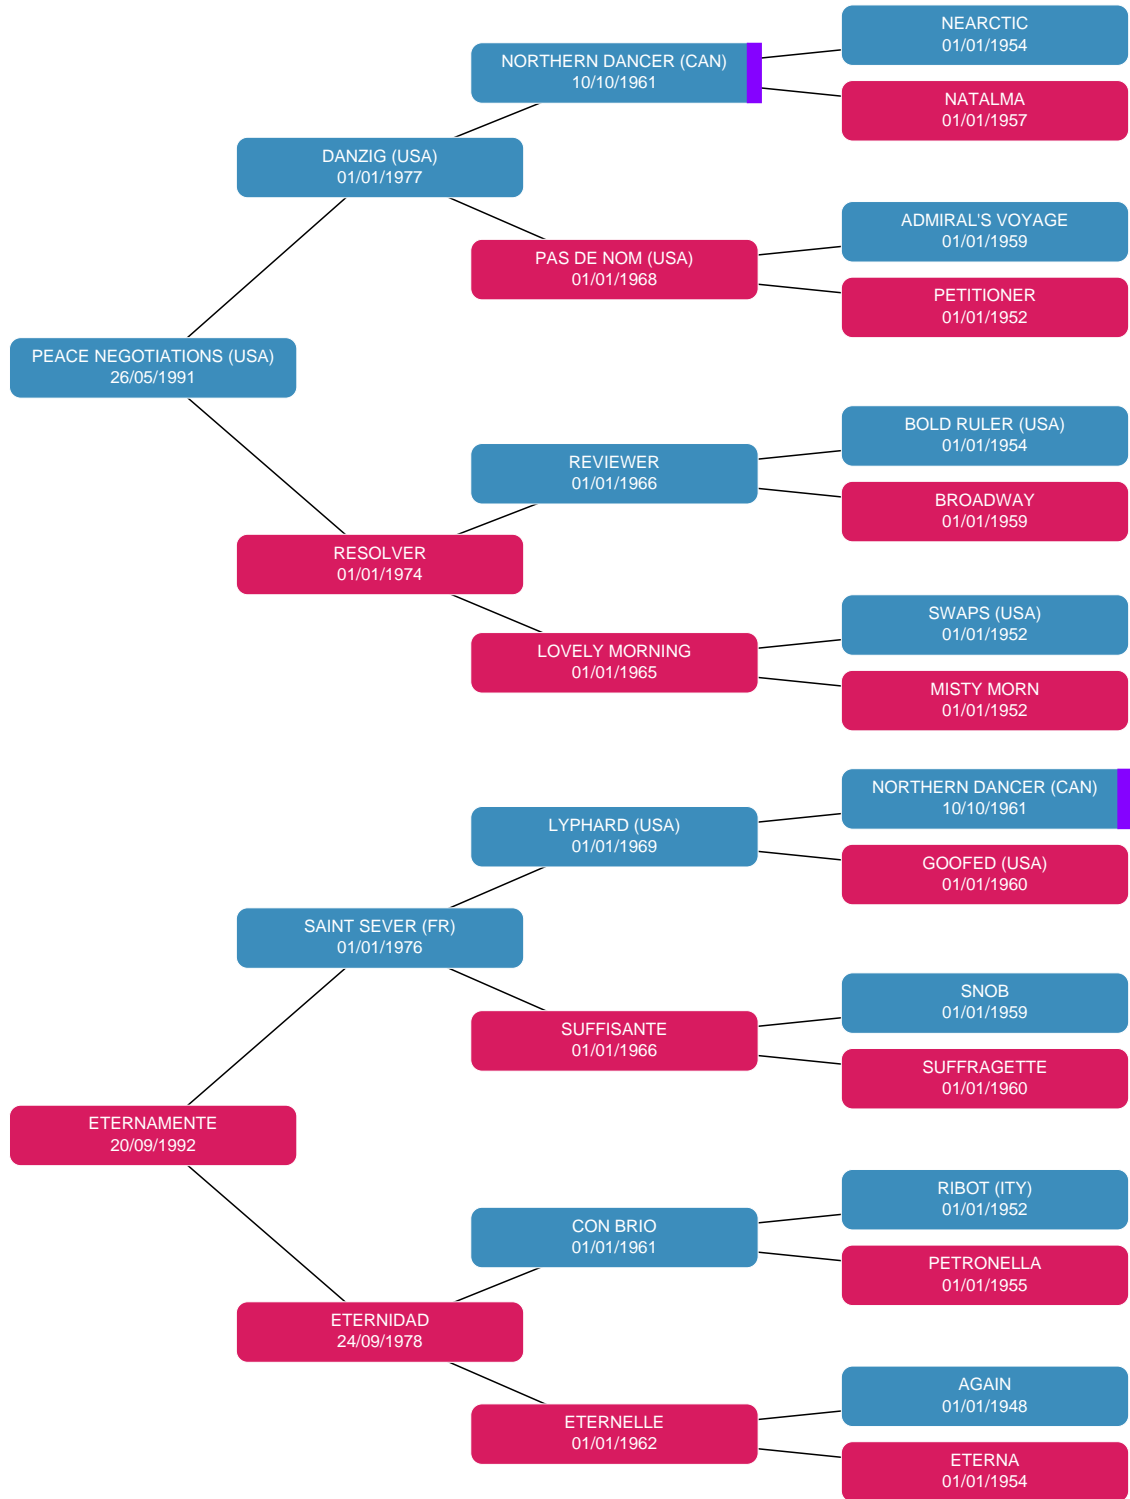 NEARCTIC
01/01/1954
NORTHERN DANCER (CAN)
10/10/1961
NATALMA
01/01/1957
DANZIG (USA)
01/01/1977
ADMIRAL'S VOYAGE
01/01/1959
PAS DE NOM (USA)
01/01/1968
PETITIONER
01/01/1952
PEACE NEGOTIATIONS (USA)
26/05/1991
BOLD RULER (USA)
01/01/1954
REVIEWER
01/01/1966
BROADWAY
01/01/1959
RESOLVER
01/01/1974
SWAPS (USA)
01/01/1952
LOVELY MORNING
01/01/1965
MISTY MORN
01/01/1952
NORTHERN DANCER (CAN)
10/10/1961
LYPHARD (USA)
01/01/1969
GOOFED (USA)
01/01/1960
SAINT SEVER (FR)
01/01/1976
SNOB
01/01/1959
SUFFISANTE
01/01/1966
SUFFRAGETTE
01/01/1960
ETERNAMENTE
20/09/1992
RIBOT (ITY)
01/01/1952
CON BRIO
01/01/1961
PETRONELLA
01/01/1955
ETERNIDAD
24/09/1978
AGAIN
01/01/1948
ETERNELLE
01/01/1962
ETERNA
01/01/1954